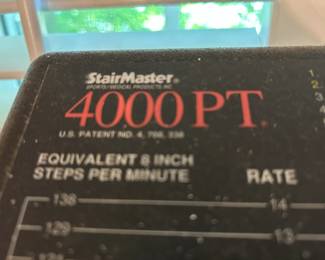 StairMaster®
SPORTS/MEDICAL PRODUCTS INC
4000 PT®
U.S. PATENT NO. 4, 708, 338
EQUIVALENT 8 INCH
STEPS PER MINUTE RATE
138 14
129 13